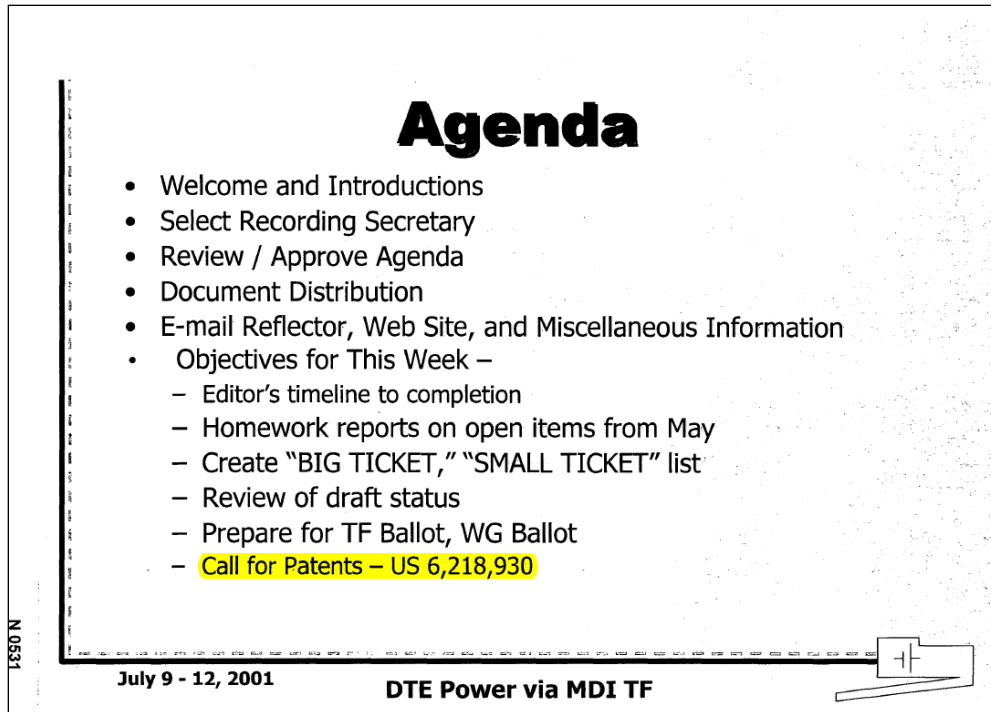 Agenda
• Welcome and Introductions
• Select Recording Secretary
• Review / Approve Agenda
• Document Distribution
• E-mail Reflector, Web Site, and Miscellaneous Information
• Objectives for This Week –
– Editor's timeline to completion
– Homework reports on open items from May
– Create “BIG TICKET,” “SMALL TICKET” list
– Review of draft status
– Prepare for TF Ballot, WG Ballot
– Call for Patents – US 6,218,930
N 0531
July 9 - 12, 2001
DTE Power via MDI TF